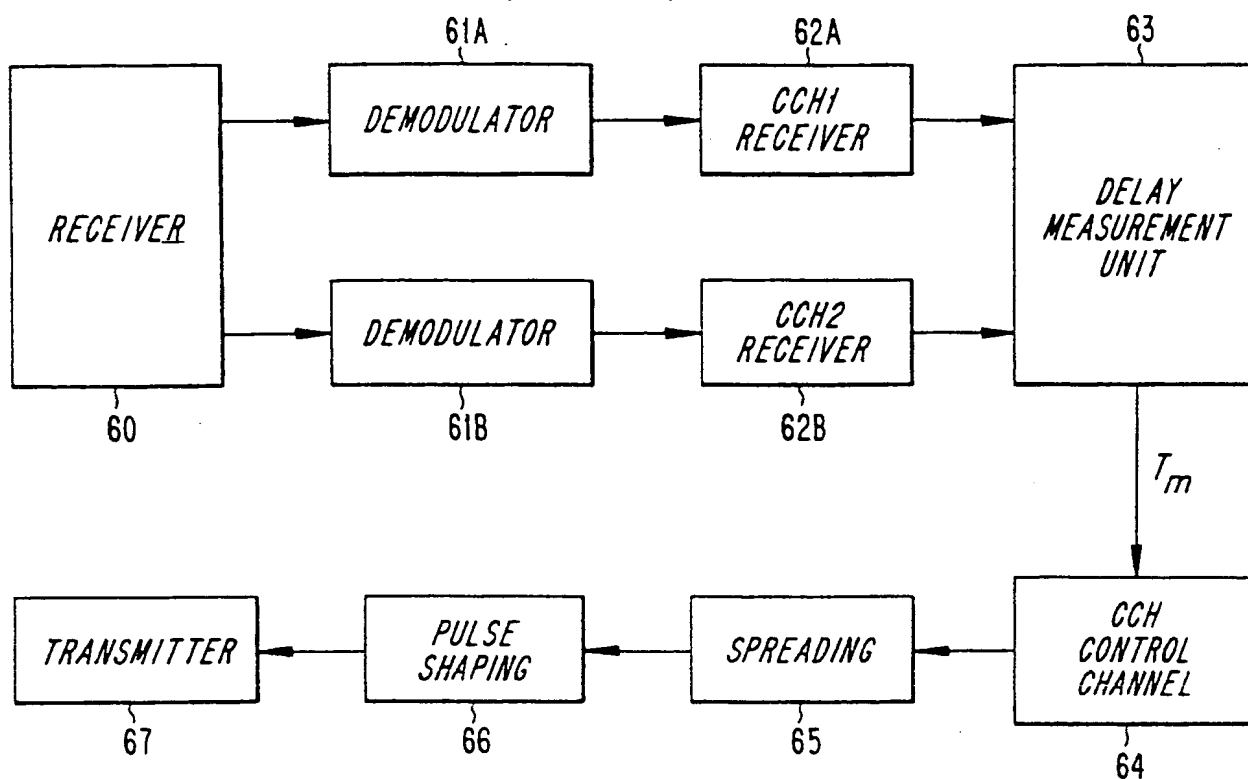 61A
62A
63
RECEIVER
DEMODULATOR
CCH1
RECEIVER
DELAY
MEASUREMENT
UNIT
DEMODULATOR
CCH2
RECEIVER
60
61B
62B
Tm
TRANSMITTER
PULSE
SHAPING
SPREADING
CCH
CONTROL
CHANNEL
67
66
65
64